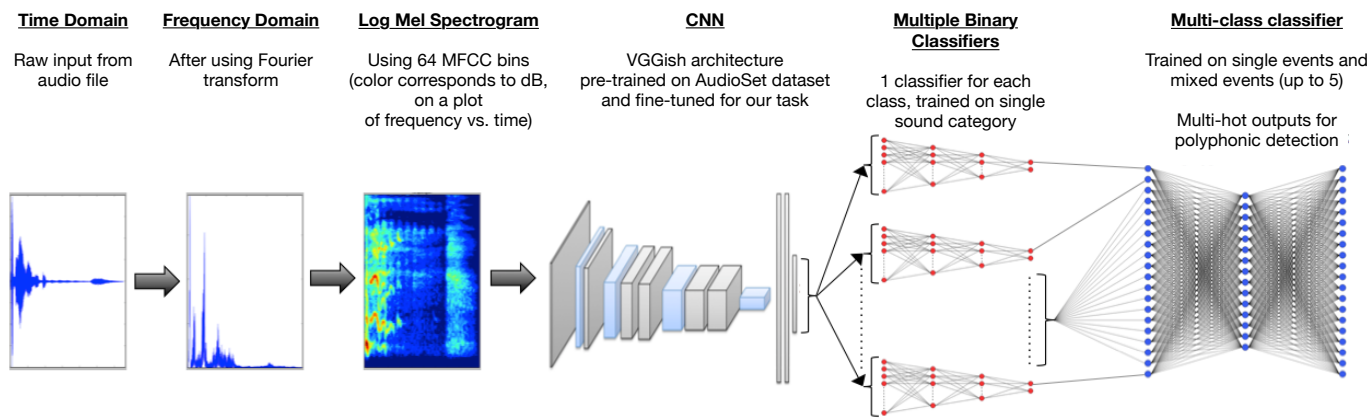 Time Domain
Raw input from
audio file
Frequency Domain
After using Fourier
transform
Log Mel Spectrogram
Using 64 MFCC bins
(color corresponds to dB,
on a plot
of frequency vs. time)
CNN
VGGish architecture
pre-trained on AudioSet dataset
and fine-tuned for our task
Multiple Binary
Classifiers
1 classifier for each
class, trained on single
sound category
Multi-class classifier
Trained on single events and
mixed events (up to 5)
Multi-hot outputs for
polyphonic detection